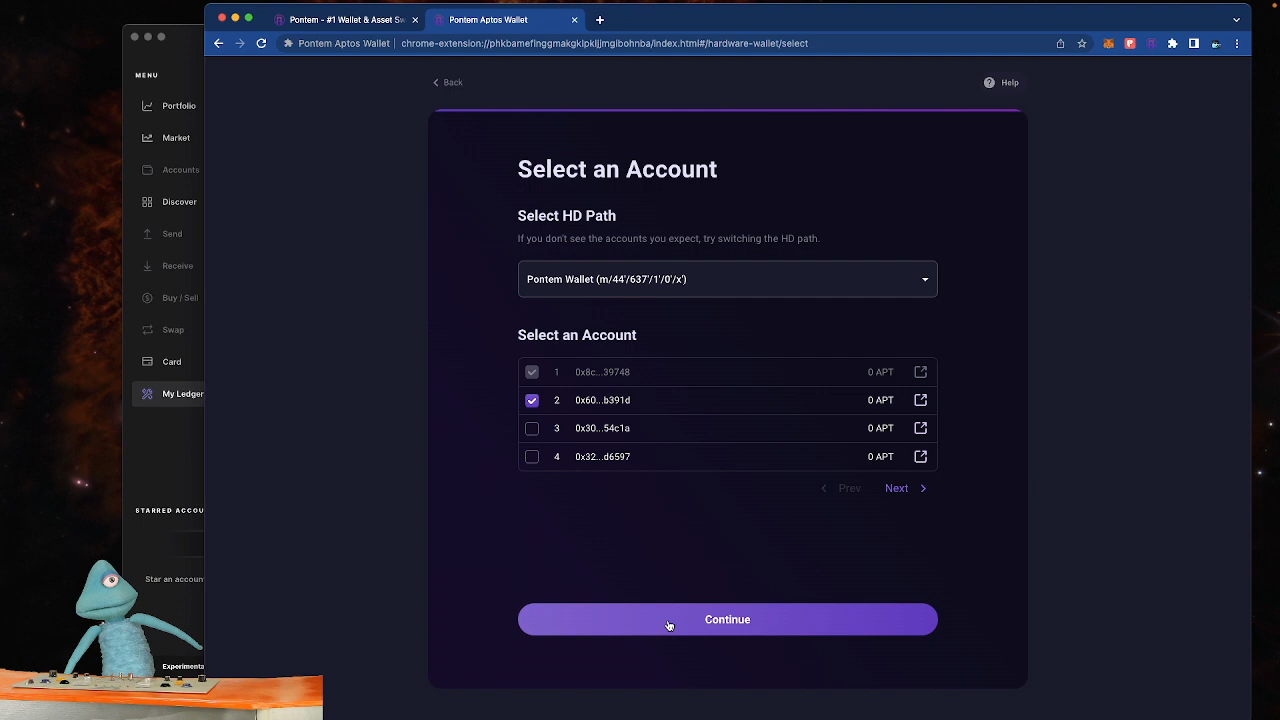 Pontem - #1 Wallet & Asset Sw
Pontem Aptos Wallet
Pontem Aptos Wallet
chrome-extension://phkbamefinggmakgklpkljjmgibohnba/index.html#/hardware-wallet/select
MENU
Portfolio
Market
Accounts
Discover
Send
Receive
Buy / Sell
Swap
Card
My Ledger
STARRED ACCOU
Star an account
Experimenta
Back
Help
Select an Account
Select HD Path
If you don't see the accounts you expect, try switching the HD path.
Pontem Wallet (m/44'/637'/1'/0'/x')
Select an Account
1 0x8c...39748 0 APT
2 0x60...b391d 0 APT
3 0x30...54c1a 0 APT
4 0x32...d6597 0 APT
Prev Next
Continue